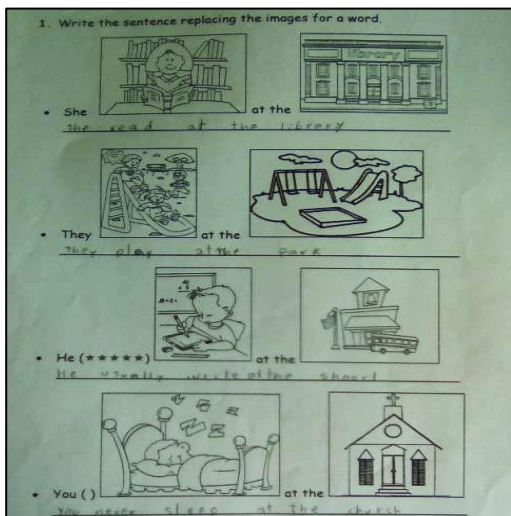 1. Write the sentence replacing the images for a word.
library
• She at the
She read at the library
• They at the
They play at the park
• He (★★★★★) at the
He usually write at the shoorl
• You ( ) at the
You never sleep at The church